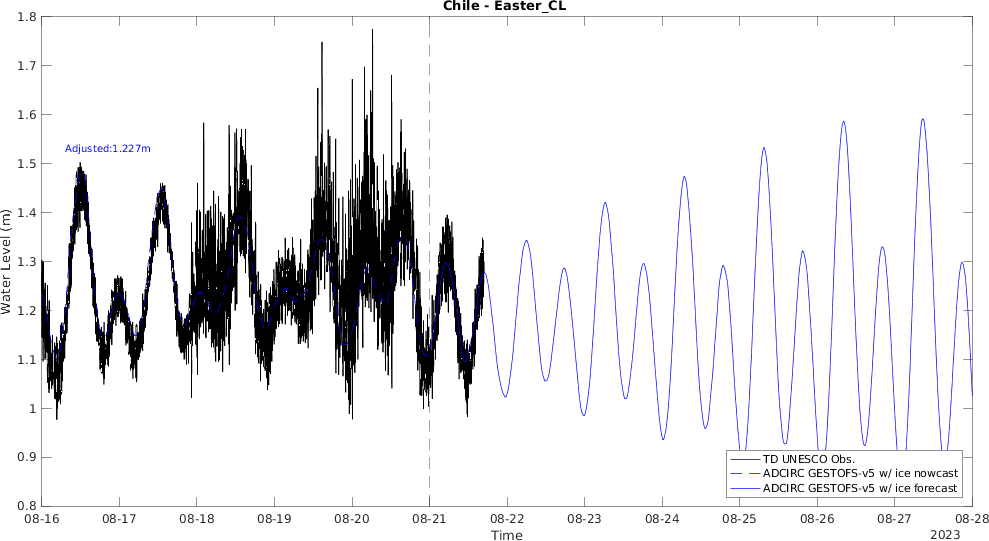 Chile - Easter_CL
1.8
1.7
1.6
1.5
1.4
1.3
1.2
1.1
1
0.9
0.8
Water Level (m)
Adjusted:1.227m
TD UNESCO Obs.
ADCIRC GESTOFS-v5 w/ ice nowcast
ADCIRC GESTOFS-v5 w/ ice forecast
08-16 08-17 08-18 08-19 08-20 08-21 08-22 08-23 08-24 08-25 08-26 08-27 08-28
Time
2023